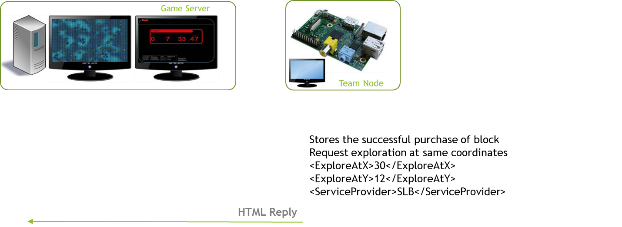 Game Server
Team Node
Stores the successful purchase of block
Request exploration at same coordinates
<ExploreAtX>30</ExploreAtX>
<ExploreAtY>12</ExploreAtY>
<ServiceProvider>SLB</ServiceProvider>
HTML Reply